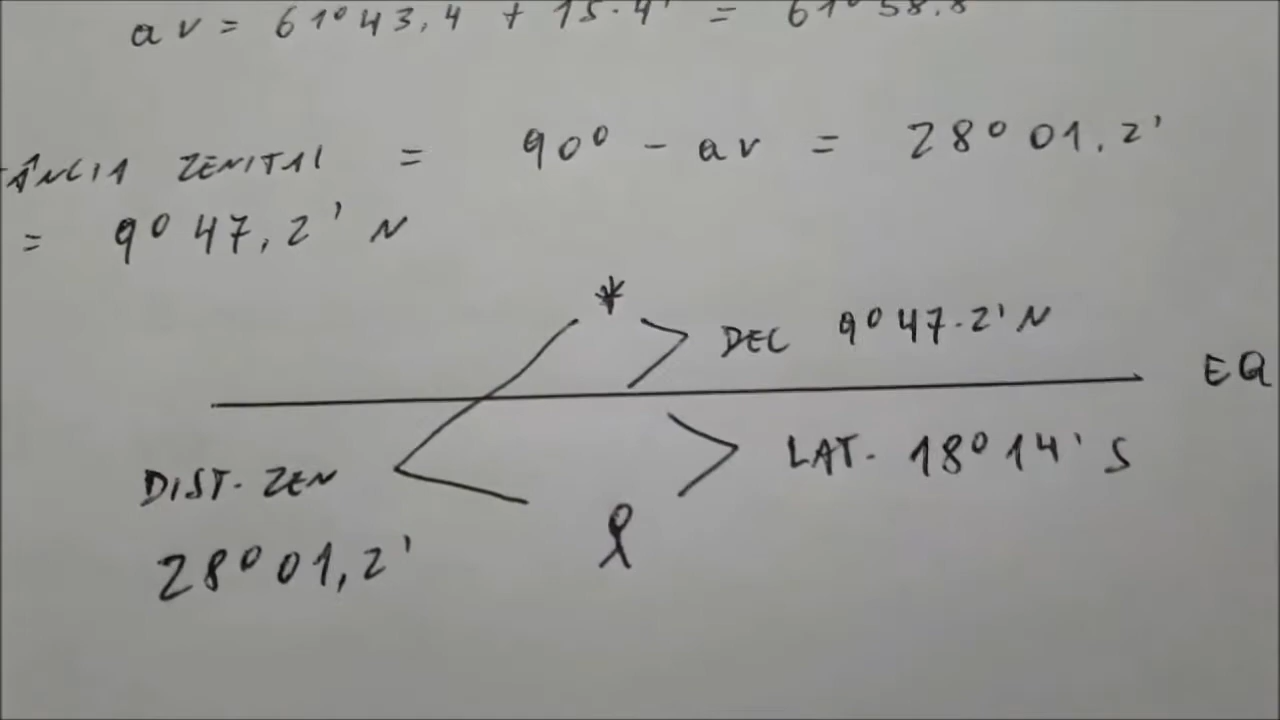 av = 61° 43,4 + 15.4' = 61° 58.8
ÂNCIA ZENITAL = 90° - av = 28° 01.2'
= 9° 47,2' N
DEC 9° 47.2' N
EQ
DIST. ZEN
LAT. 18° 14' S
28° 01,2'